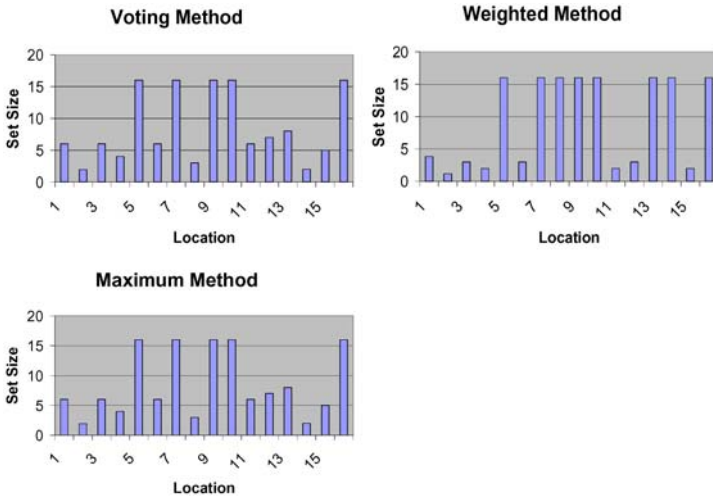 Voting Method
20
15
10
5
0
Set Size
1 3 5 7 9 11 13 15
Location
Weighted Method
20
15
10
5
0
Set Size
1 3 5 7 9 11 13 15
Location
Maximum Method
20
15
10
5
0
Set Size
1 3 5 7 9 11 13 15
Location